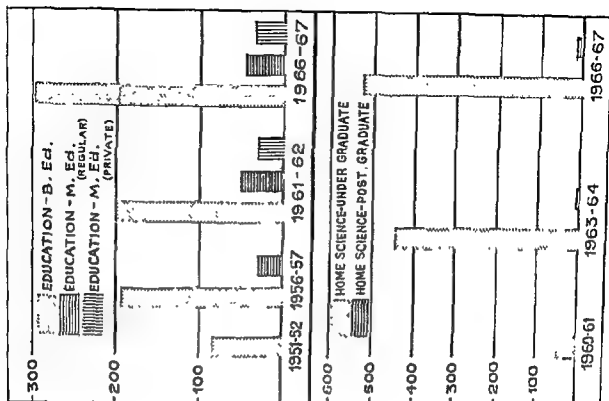 300
200
100
EDUCATION-B. Ed.
EDUCATION-M. Ed.
(REGULAR)
EDUCATION-M. Ed.
(PRIVATE)
1951-52
1956-57
1961-62
1966-67
600
500
400
300
200
100
HOME SCIENCE-UNDER GRADUATE
HOME SCIENCE-POST, GRADUATE
1960-61
1963-64
1966-67